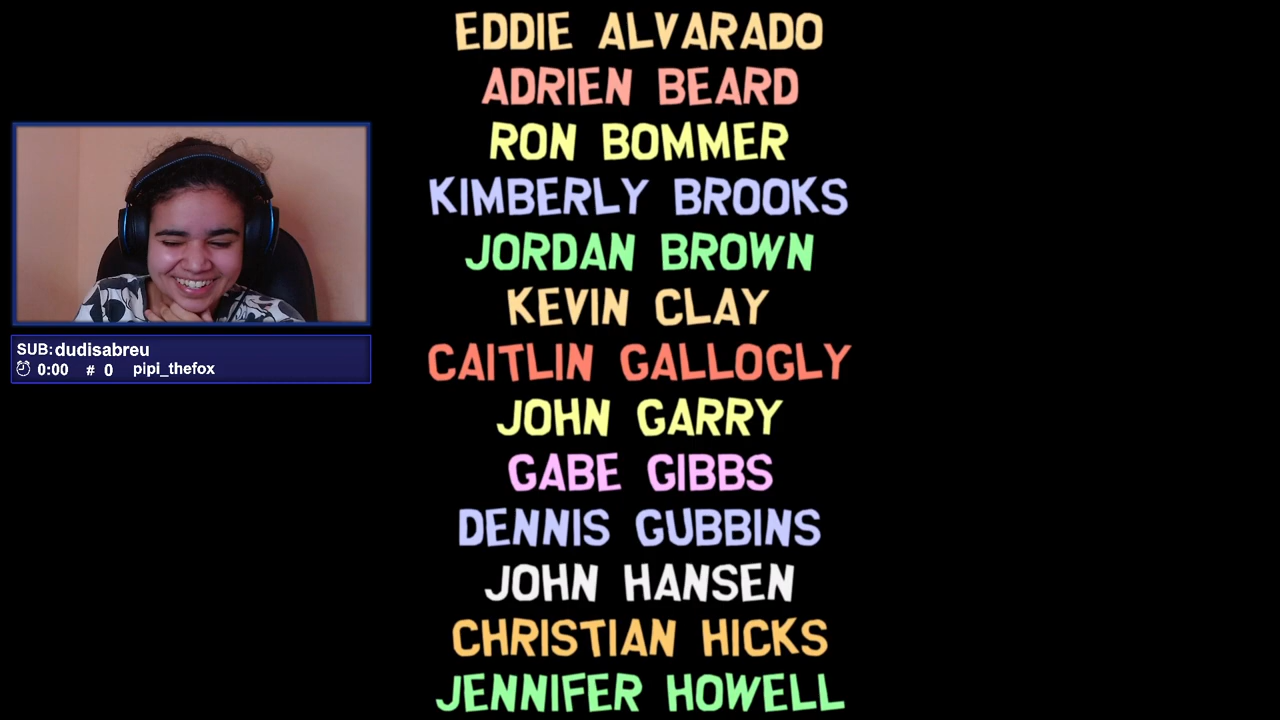 EDDIE ALVARADO
ADRIEN BEARD
RON BOMMER
KIMBERLY BROOKS
JORDAN BROWN
KEVIN CLAY
CAITLIN GALLOGLY
JOHN GARRY
GABE GIBBS
DENNIS GUBBINS
JOHN HANSEN
CHRISTIAN HICKS
JENNIFER HOWELL
SUB: dudisabreu
0:00 # 0 pipi_thefox